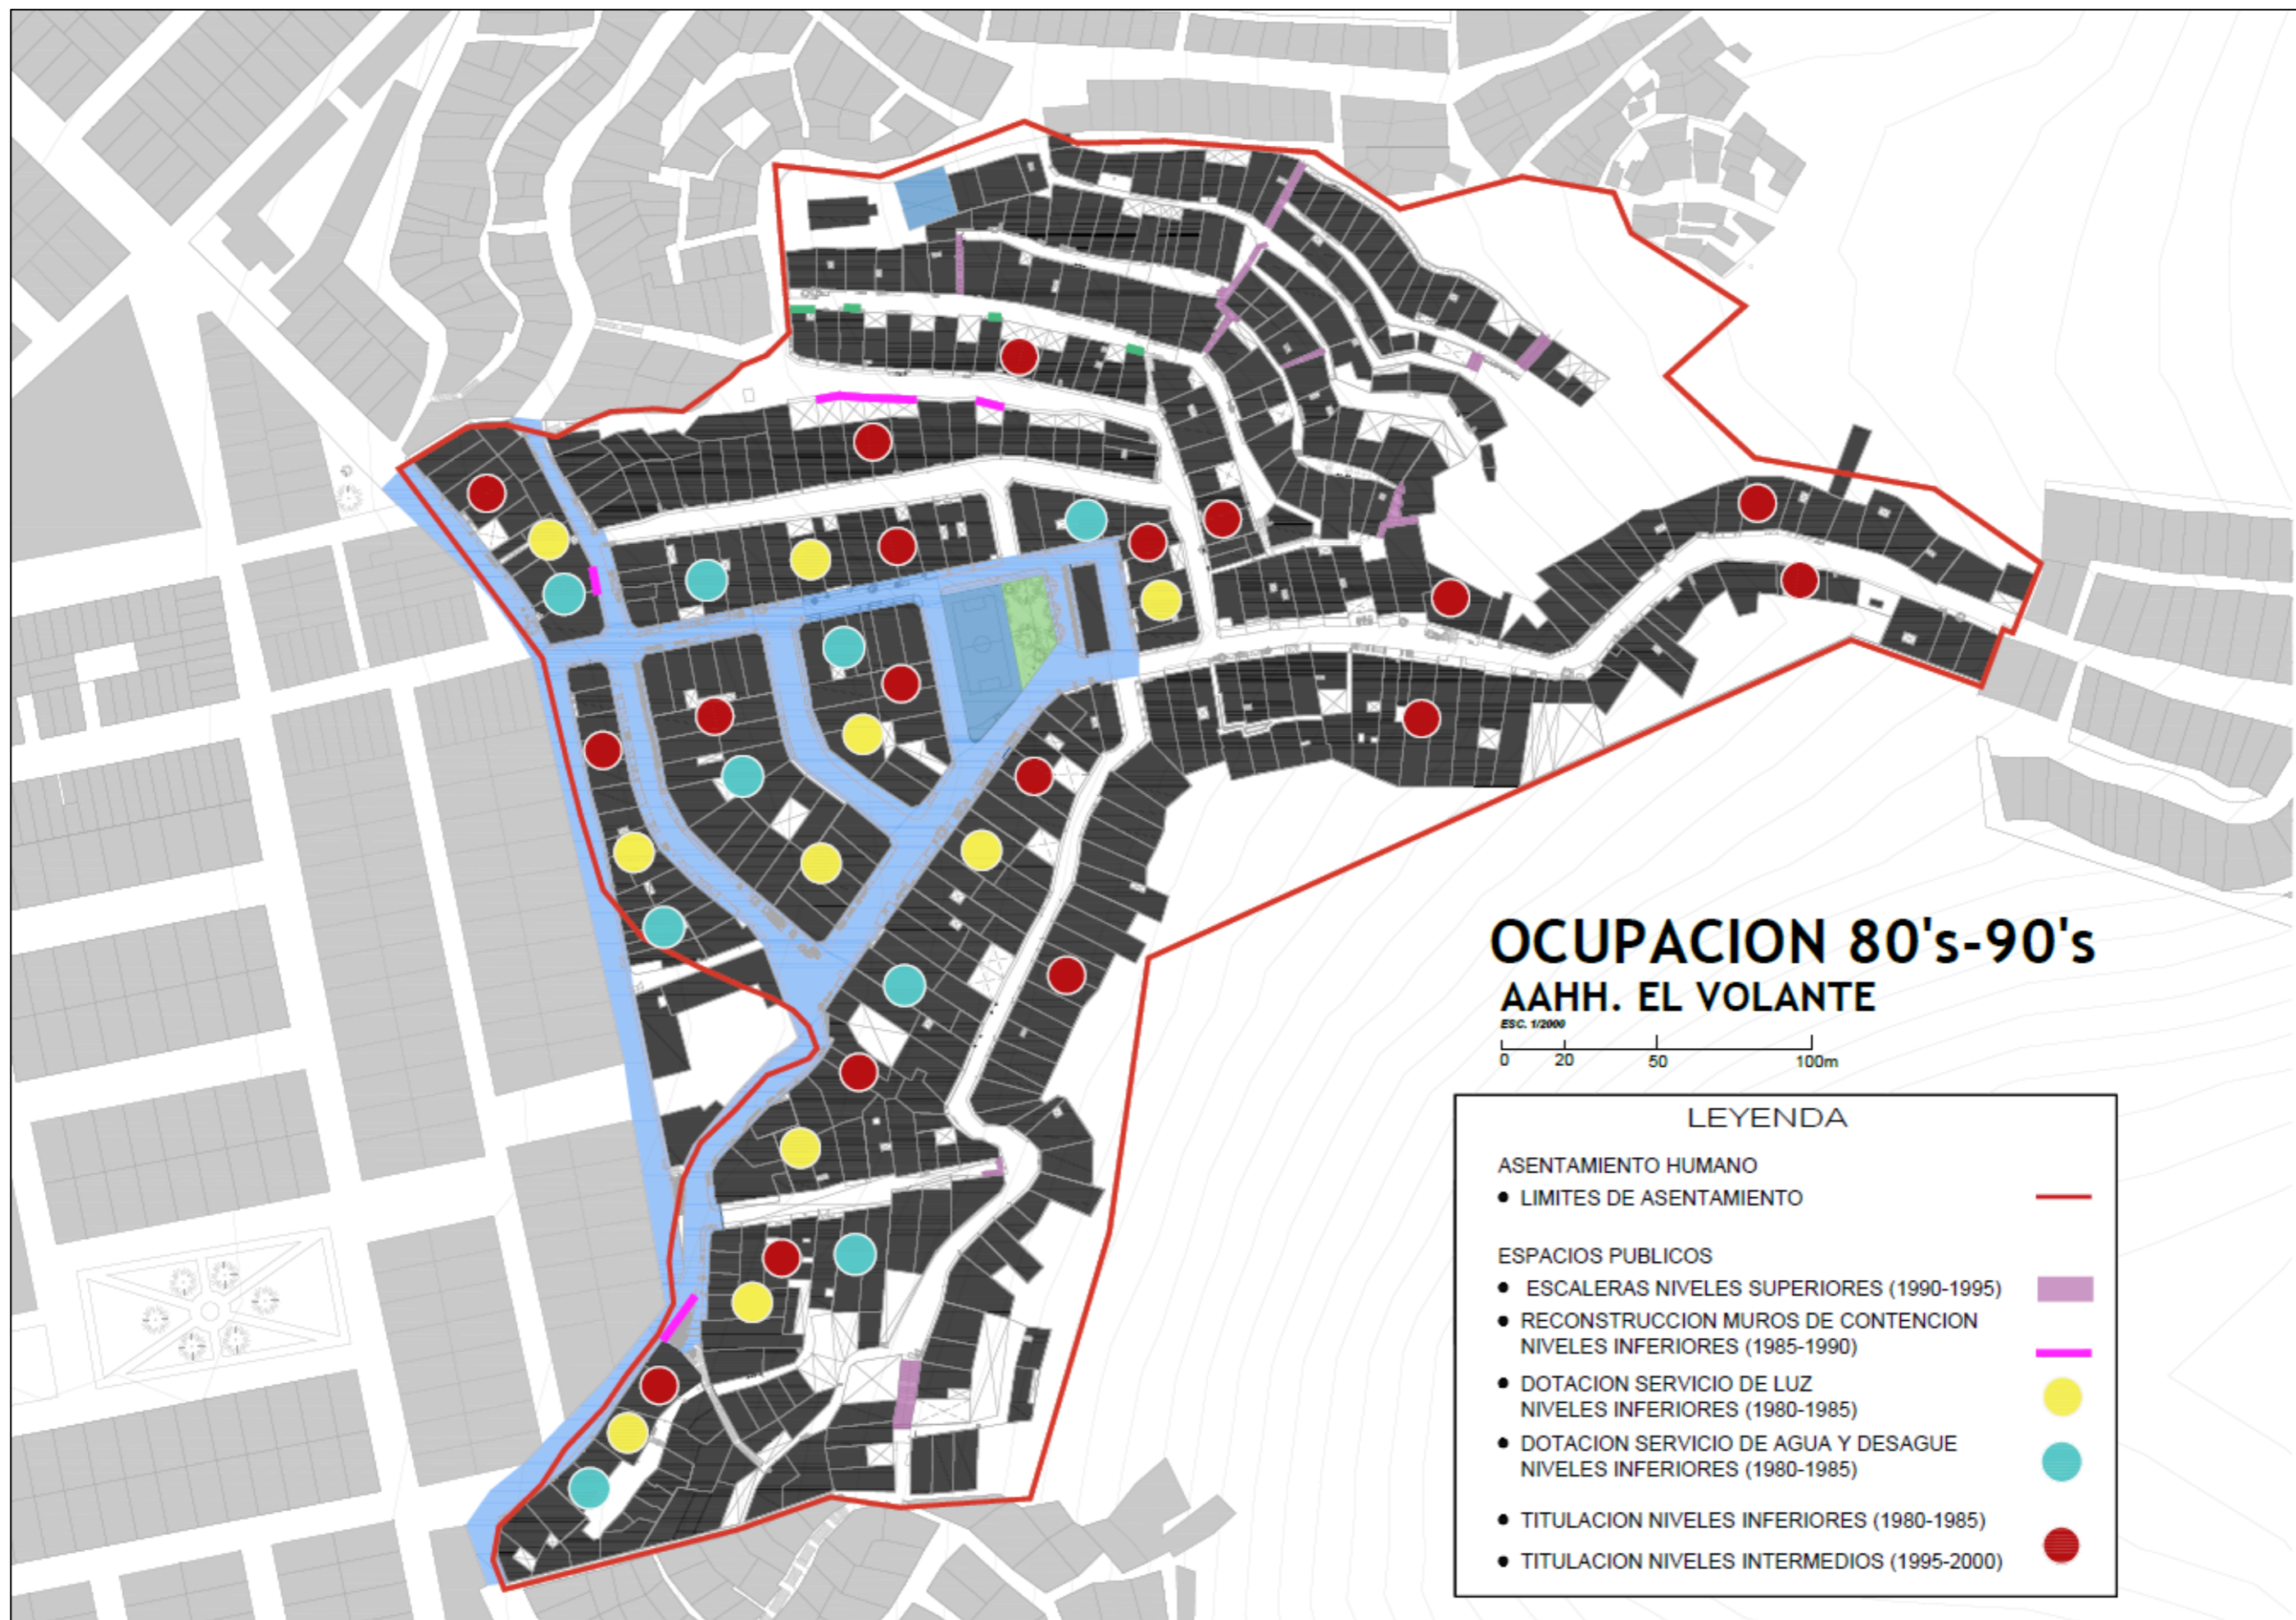 OCUPACION 80's-90's
AAHH. EL VOLANTE
ESC. 1/2000
0 20 50 100m
LEYENDA
ASENTAMIENTO HUMANO
• LIMITES DE ASENTAMIENTO
ESPACIOS PUBLICOS
• ESCALERAS NIVELES SUPERIORES (1990-1995)
• RECONSTRUCCION MUROS DE CONTENCION
NIVELES INFERIORES (1985-1990)
• DOTACION SERVICIO DE LUZ
NIVELES INFERIORES (1980-1985)
• DOTACION SERVICIO DE AGUA Y DESAGUE
NIVELES INFERIORES (1980-1985)
• TITULACION NIVELES INFERIORES (1980-1985)
• TITULACION NIVELES INTERMEDIOS (1995-2000)